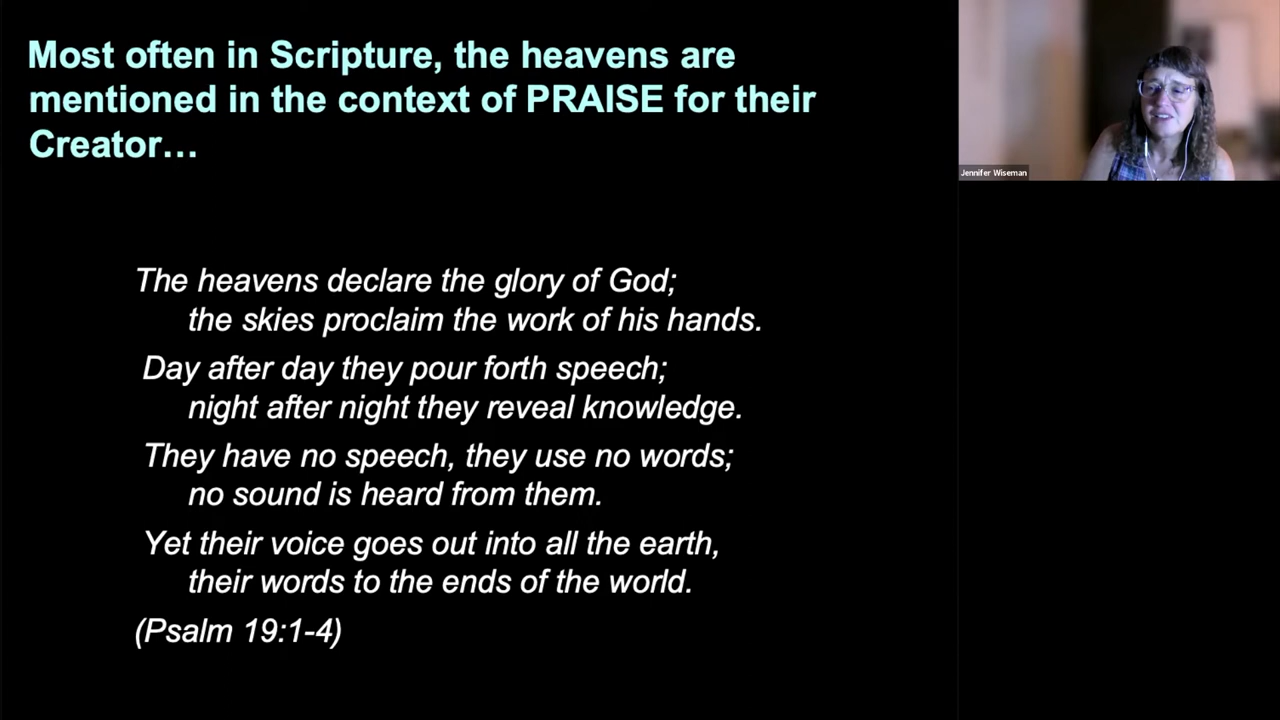 Most often in Scripture, the heavens are
mentioned in the context of PRAISE for their
Creator…
The heavens declare the glory of God;
the skies proclaim the work of his hands.
Day after day they pour forth speech;
night after night they reveal knowledge.
They have no speech, they use no words;
no sound is heard from them.
Yet their voice goes out into all the earth,
their words to the ends of the world.
(Psalm 19:1-4)
Jennifer Wiseman